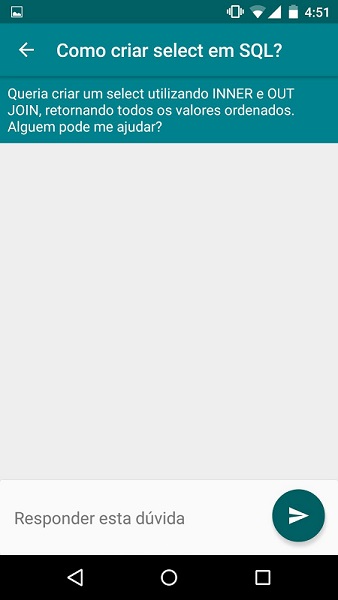 4:51
Como criar select em SQL?
Queria criar um select utilizando INNER e OUT
JOIN, retornando todos os valores ordenados.
Alguem pode me ajudar?
Responder esta dúvida